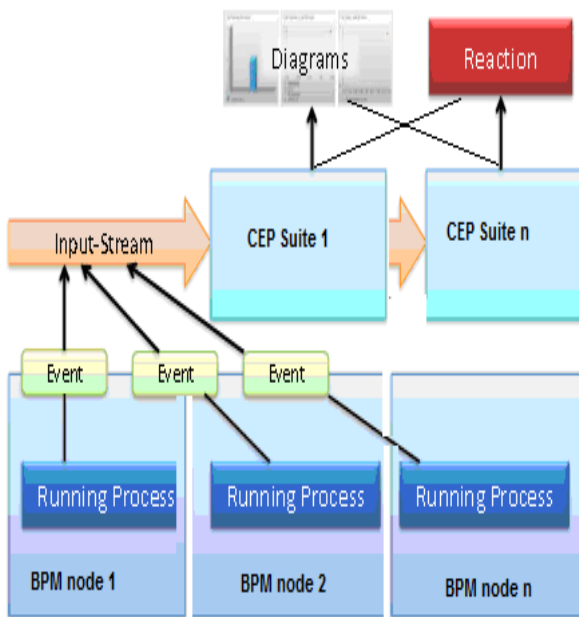 Diagrams
Reaction
Input-Stream
CEP Suite 1
CEP Suite n
Event
Event
Event
Running Process
Running Process
Running Process
BPM node 1
BPM node 2
BPM node n